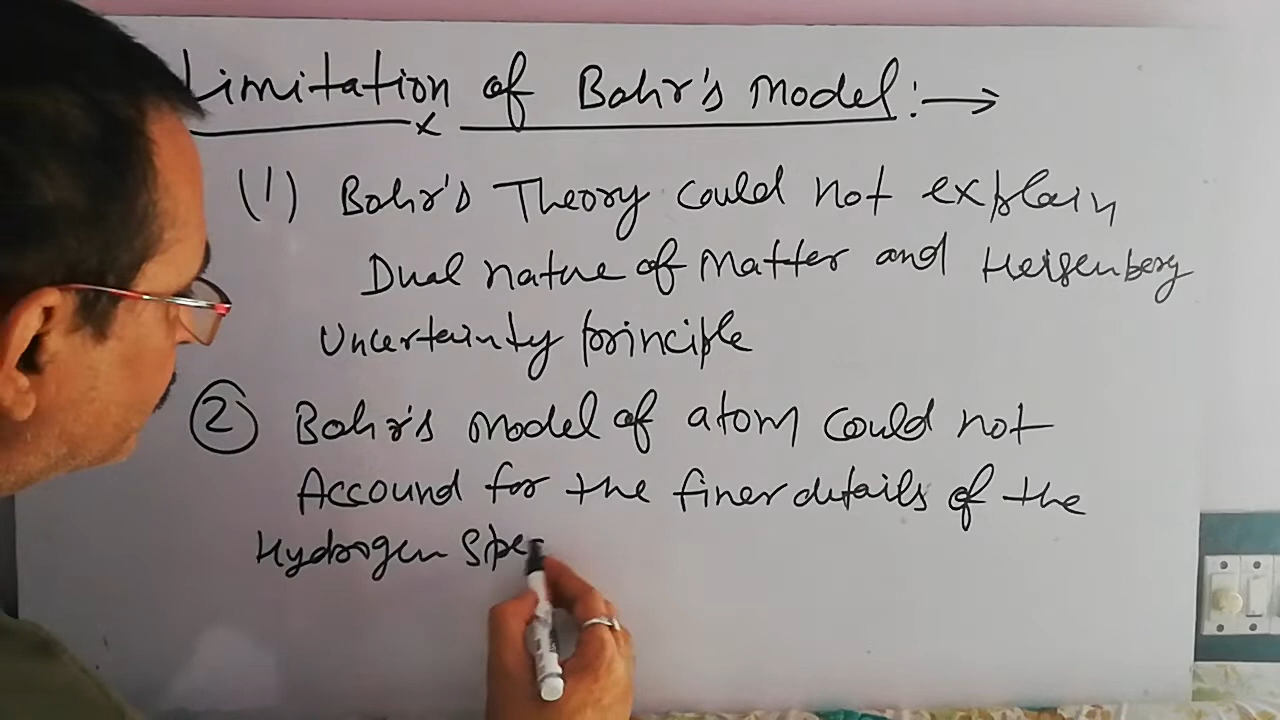 Limitation of Bohr's Model:→
(1) Bohr's Theory could not explain
Dual nature of Matter and Heisenberg
Uncertainty principle
② Bohr's Model of atom could not
Accound for the finer details of the
Hydrogen Spe